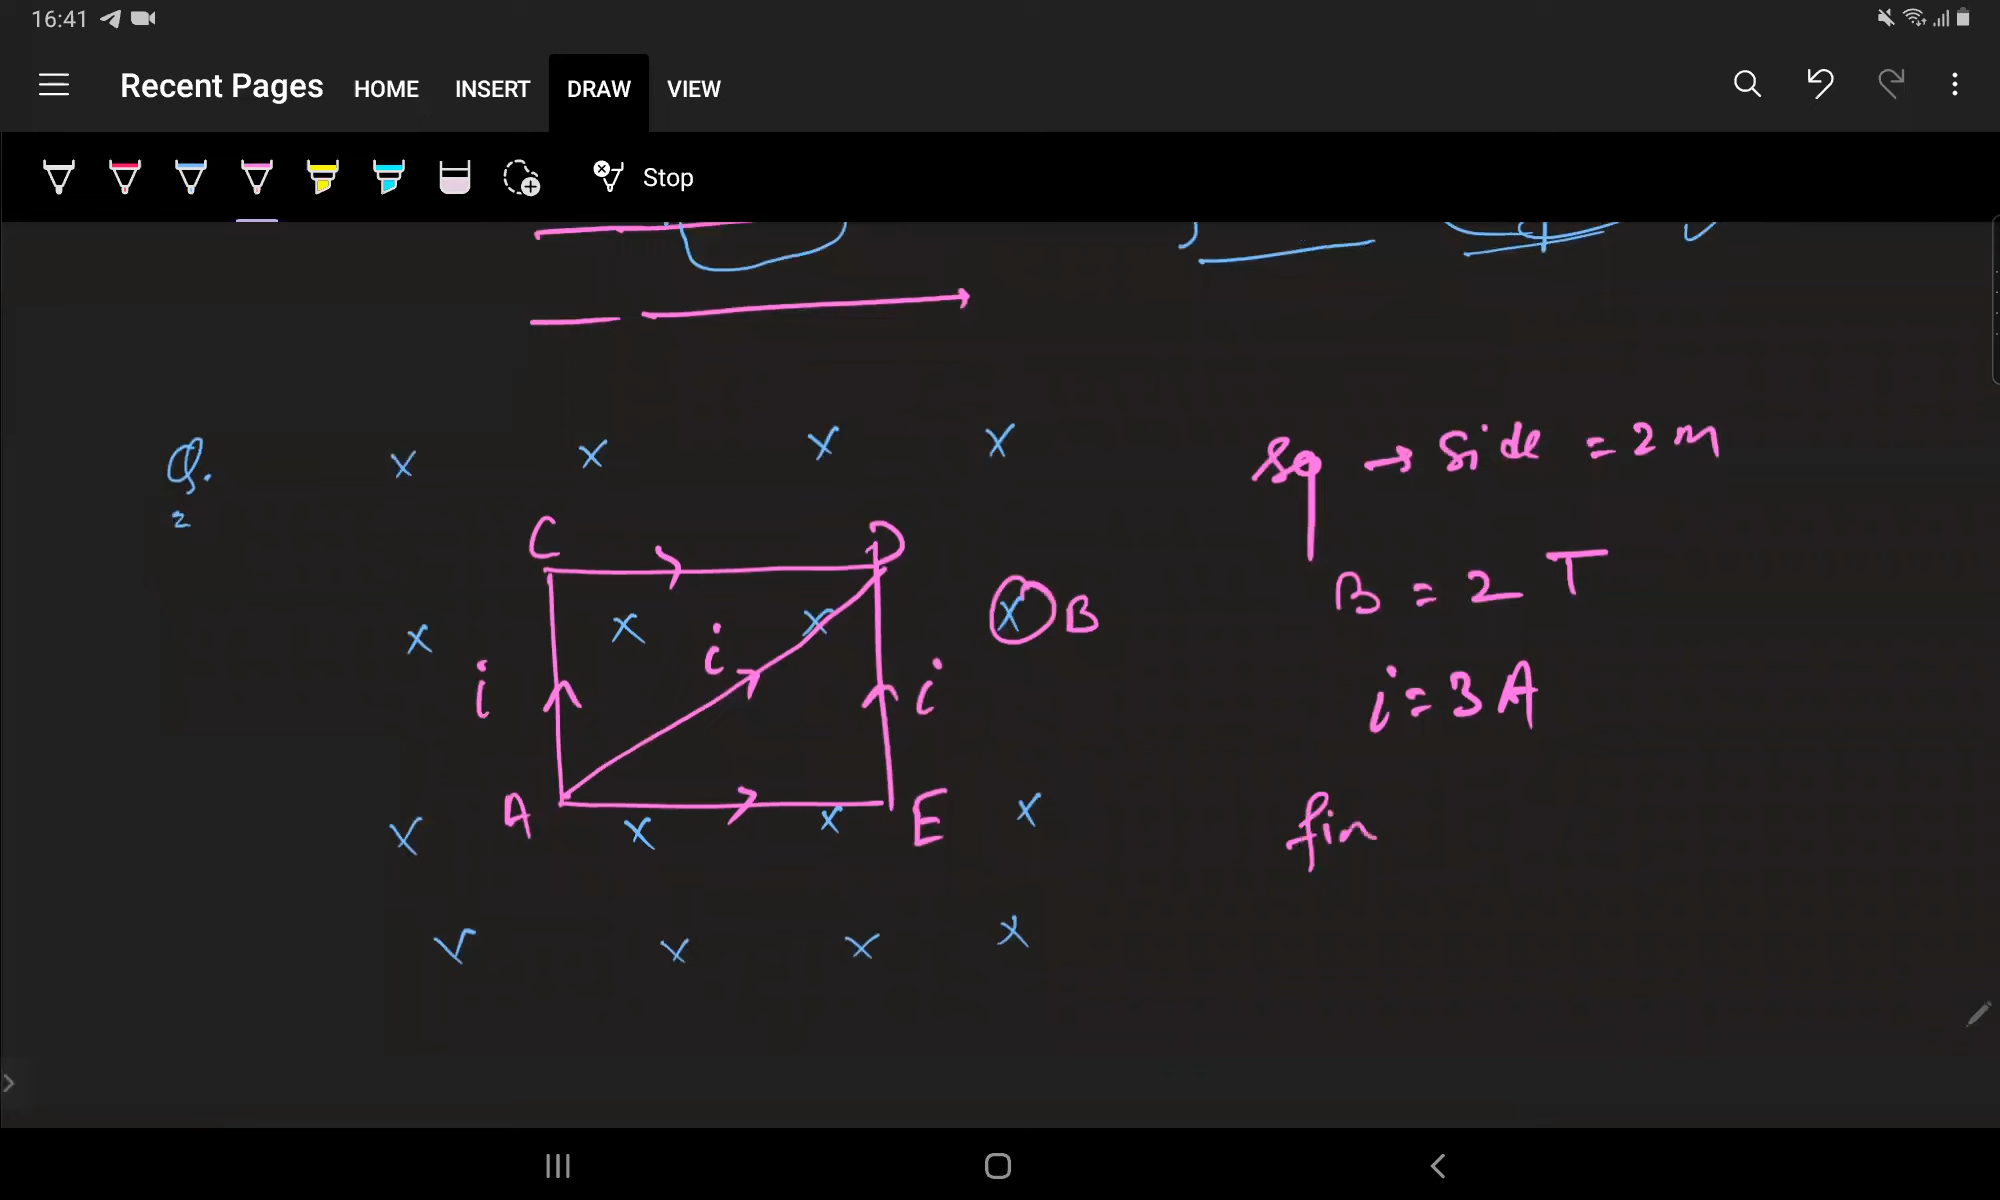 16:41
Recent Pages HOME INSERT DRAW VIEW
Stop
Q. x x x x sq → side = 2 m
2
C D
B = 2 T
x x i x x B
i i i = 3 A
A x x E x fin
x
x x x x